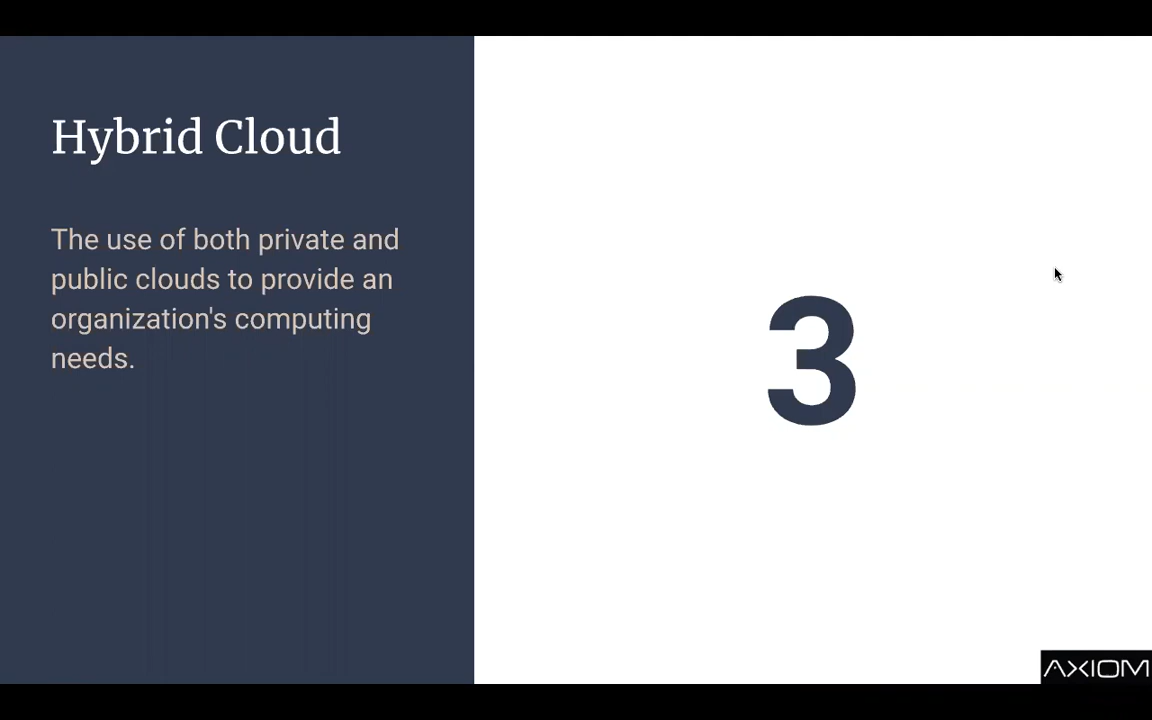 Hybrid Cloud
The use of both private and
public clouds to provide an
organization's computing
needs.
3
AXIOM